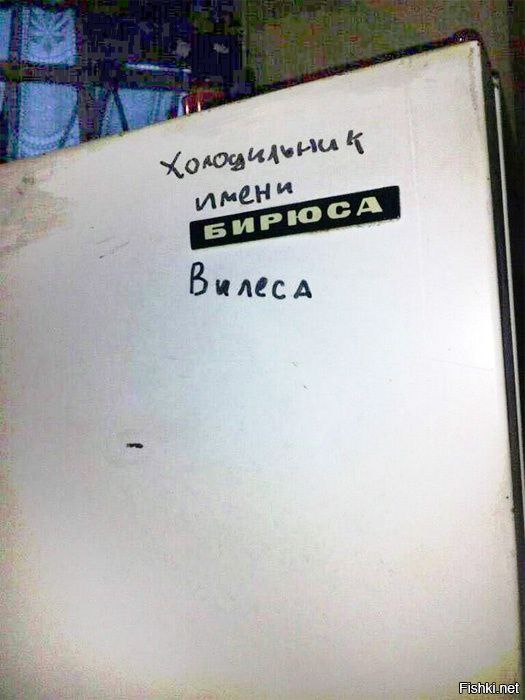 Холодильник
имени
БИРЮСА
Вилеса
Fishki.net